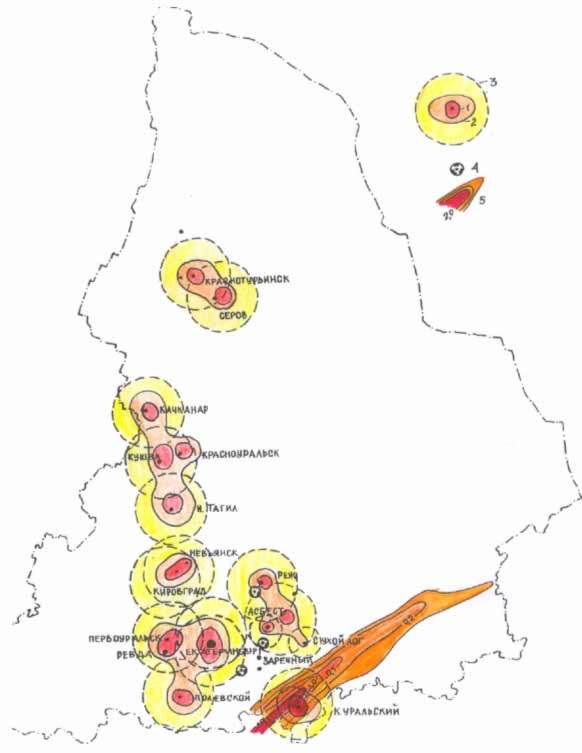 3
1
2
4
5
2.0
КРАСНОТУРЬИНСК
СЕРОВ
КАЧКАНАР
КУШВА
КРАСНОУРАЛЬСК
Н. ТАГИЛ
НЕВЬЯНСК
КИРОВГРАД
РЕЖ
АСБЕСТ
СУХОЙ ЛОГ
ПЕРВОУРАЛЬСК
РЕВДА
ЕКАТЕРИНБУРГ
ЗАРЕЧНЫЙ
ПОЛЕВСКОЙ
К.УРАЛЬСКИЙ